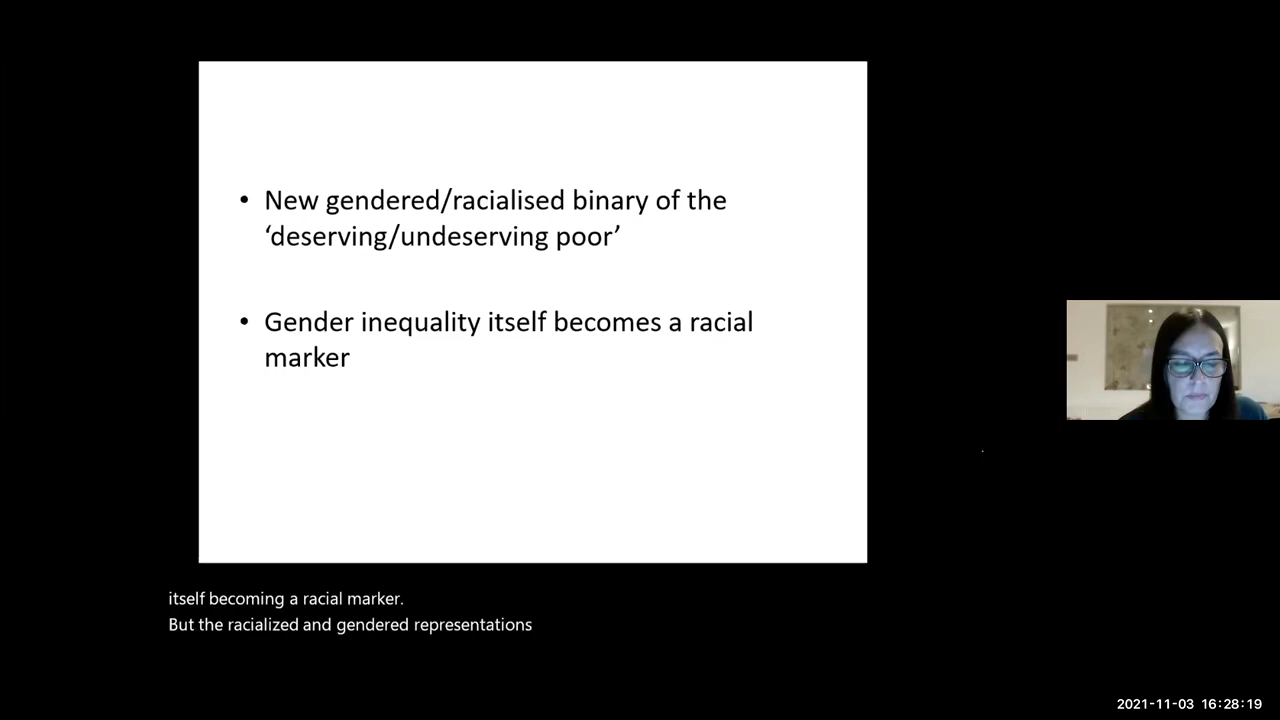 • New gendered/racialised binary of the
‘deserving/undeserving poor’
• Gender inequality itself becomes a racial
marker
itself becoming a racial marker.
But the racialized and gendered representations
2021-11-03 16:28:19